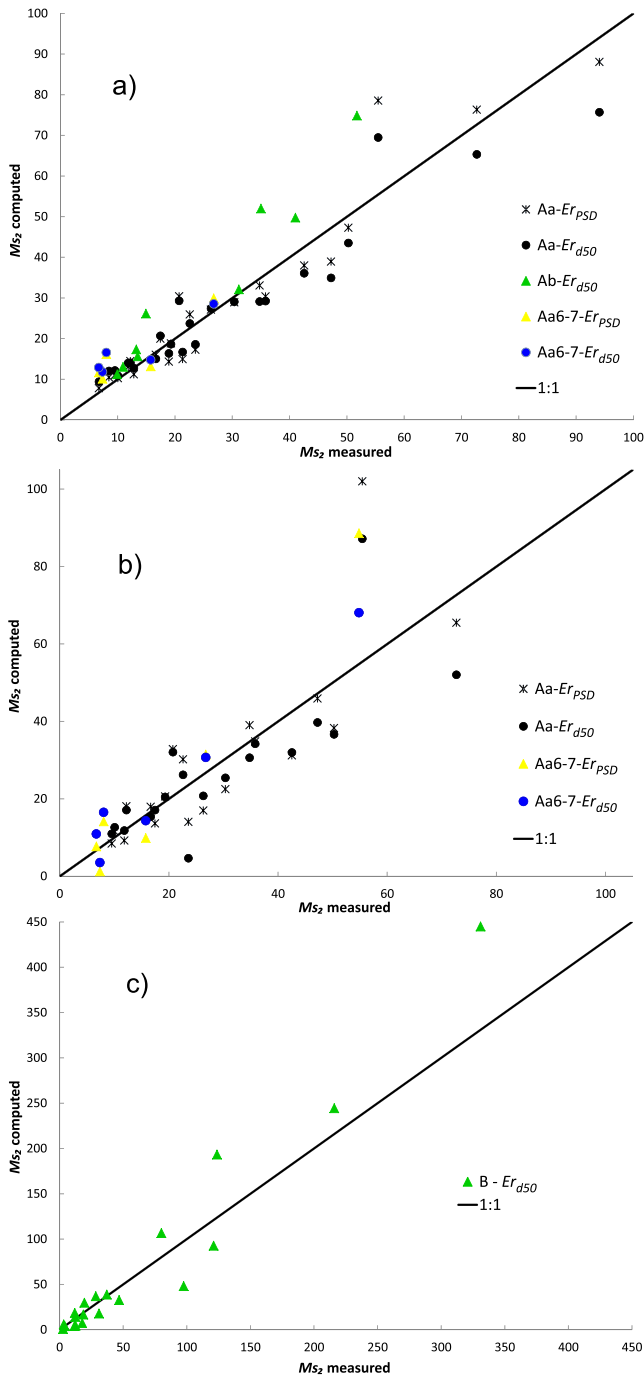 a)
Ms₂ computed
100
90
80
70
60
50
40
30
20
10
0
Aa-ErPSD
Aa-Erd50
Ab-Erd50
Aa6-7-ErPSD
Aa6-7-Erd50
1:1
0 10 20 30 40 50 60 70 80 90 100
Ms₂ measured
b)
Ms₂ computed
100
80
60
40
20
0
Aa-ErPSD
Aa-Erd50
Aa6-7-ErPSD
Aa6-7-Erd50
1:1
0 20 40 60 80 100
Ms₂ measured
c)
Ms₂ computed
450
400
350
300
250
200
150
100
50
0
B - Erd50
1:1
0 50 100 150 200 250 300 350 400 450
Ms₂ measured